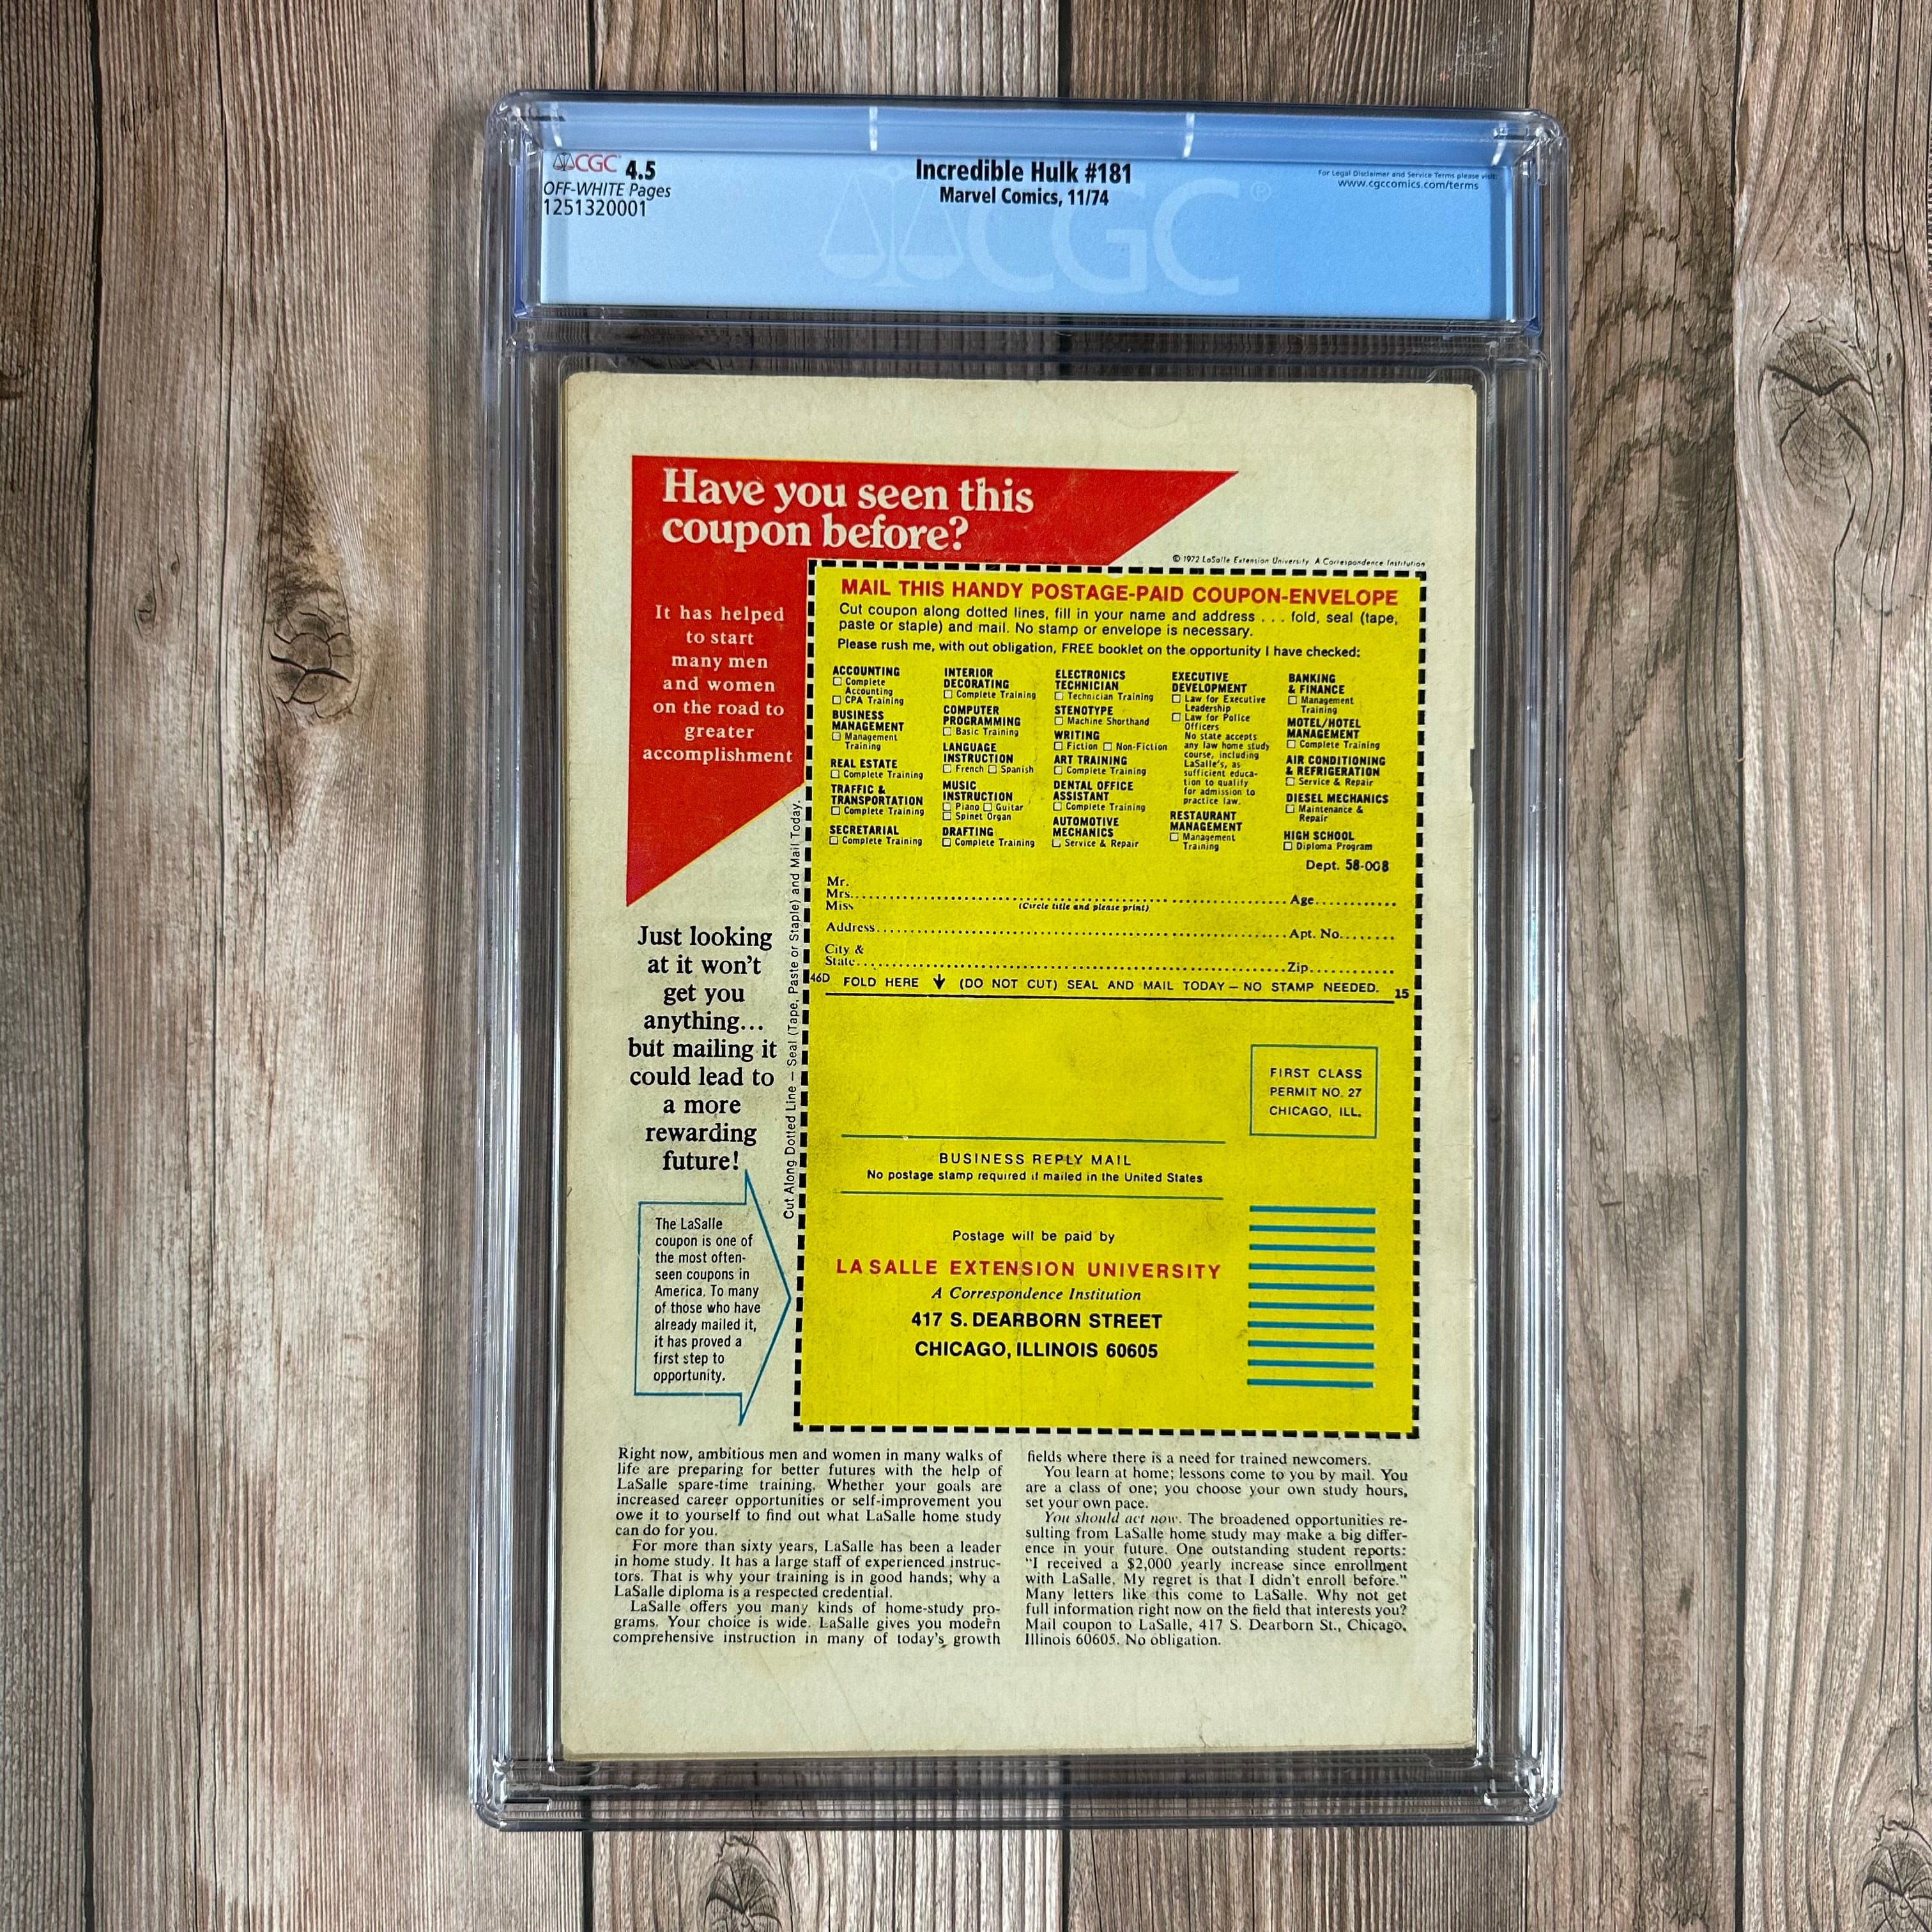 CGC 4.5
OFF-WHITE Pages
1251320001
Incredible Hulk #181
Marvel Comics, 11/74
For Legal Disclaimer and Service Terms please visit:
www.cgccomics.com/terms
CGC®
Have you seen this
coupon before?
It has helped
to start
many men
and women
on the road to
greater
accomplishment
Just looking
at it won't
get you
anything...
but mailing it
could lead to
a more
rewarding
future!
The LaSalle
coupon is one of
the most often-
seen coupons in
America. To many
of those who have
already mailed it,
it has proved a
first step to
opportunity.
Cut Along Dotted Line – Seal (Tape, Paste or Staple) and Mail Today.
© 1972 LaSalle Extension University A Correspondence Institution
MAIL THIS HANDY POSTAGE-PAID COUPON-ENVELOPE
Cut coupon along dotted lines, fill in your name and address . . . fold, seal (tape,
paste or staple) and mail. No stamp or envelope is necessary.
Please rush me, with out obligation, FREE booklet on the opportunity I have checked:
ACCOUNTING
☐ Complete
Accounting
☐ CPA Training
BUSINESS
MANAGEMENT
☐ Management
Training
REAL ESTATE
☐ Complete Training
TRAFFIC &
TRANSPORTATION
☐ Complete Training
SECRETARIAL
☐ Complete Training
INTERIOR
DECORATING
☐ Complete Training
COMPUTER
PROGRAMMING
☐ Basic Training
LANGUAGE
INSTRUCTION
☐ French ☐ Spanish
MUSIC
INSTRUCTION
☐ Piano ☐ Guitar
☐ Spinet Organ
DRAFTING
☐ Complete Training
ELECTRONICS
TECHNICIAN
☐ Technician Training
STENOTYPE
☐ Machine Shorthand
WRITING
☐ Fiction ☐ Non-Fiction
ART TRAINING
☐ Complete Training
DENTAL OFFICE
ASSISTANT
☐ Complete Training
AUTOMOTIVE
MECHANICS
☐ Service & Repair
EXECUTIVE
DEVELOPMENT
☐ Law for Executive
Leadership
☐ Law for Police
Officers
No state accepts
any law home study
course, including
LaSalle's, as
sufficient educa-
tion to qualify
for admission to
practice law.
RESTAURANT
MANAGEMENT
☐ Management
Training
BANKING
& FINANCE
☐ Management
Training
MOTEL/HOTEL
MANAGEMENT
☐ Complete Training
AIR CONDITIONING
& REFRIGERATION
☐ Service & Repair
DIESEL MECHANICS
☐ Maintenance &
Repair
HIGH SCHOOL
☐ Diploma Program
Dept. 58-008
Mr.
Mrs. Age
Miss (Circle title and please print)
Address Apt. No.
City &
State Zip
46D FOLD HERE ↓ (DO NOT CUT) SEAL AND MAIL TODAY – NO STAMP NEEDED. 15
FIRST CLASS
PERMIT NO. 27
CHICAGO, ILL.
BUSINESS REPLY MAIL
No postage stamp required if mailed in the United States
Postage will be paid by
LA SALLE EXTENSION UNIVERSITY
A Correspondence Institution
417 S. DEARBORN STREET
CHICAGO, ILLINOIS 60605
Right now, ambitious men and women in many walks of
life are preparing for better futures with the help of
LaSalle spare-time training. Whether your goals are
increased career opportunities or self-improvement you
owe it to yourself to find out what LaSalle home study
can do for you.
For more than sixty years, LaSalle has been a leader
in home study. It has a large staff of experienced instruc-
tors. That is why your training is in good hands; why a
LaSalle diploma is a respected credential.
LaSalle offers you many kinds of home-study pro-
grams. Your choice is wide. LaSalle gives you modern
comprehensive instruction in many of today's growth
fields where there is a need for trained newcomers.
You learn at home; lessons come to you by mail. You
are a class of one; you choose your own study hours,
set your own pace.
You should act now. The broadened opportunities re-
sulting from LaSalle home study may make a big differ-
ence in your future. One outstanding student reports:
"I received a $2,000 yearly increase since enrollment
with LaSalle. My regret is that I didn't enroll before."
Many letters like this come to LaSalle. Why not get
full information right now on the field that interests you?
Mail coupon to LaSalle, 417 S. Dearborn St., Chicago,
Illinois 60605. No obligation.